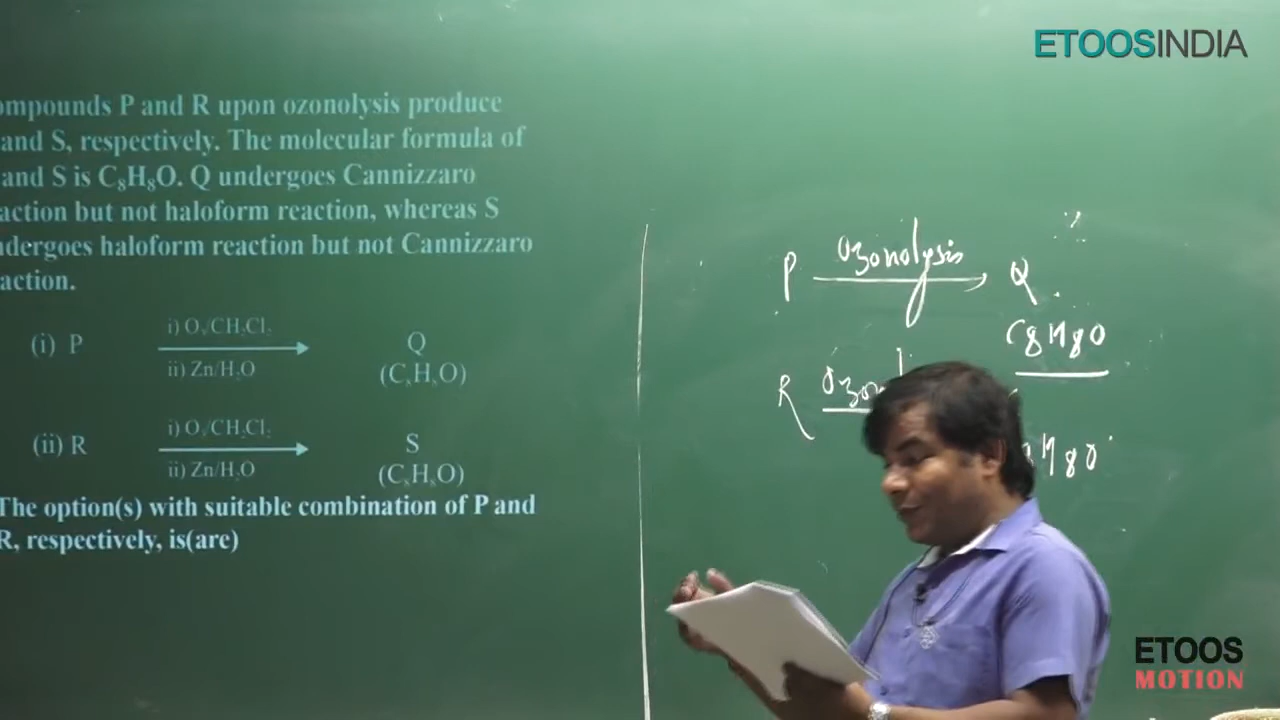 ETOOSINDIA
ompounds P and R upon ozonolysis produce
and S, respectively. The molecular formula of
and S is C₈H₈O. Q undergoes Cannizzaro
action but not haloform reaction, whereas S
ndergoes haloform reaction but not Cannizzaro
action.
(i) P i) O₃/CH₂Cl₂ Q
ii) Zn/H₂O (C₈H₈O)
(ii) R i) O₃/CH₂Cl₂ S
ii) Zn/H₂O (C₈H₈O)
The option(s) with suitable combination of P and
R, respectively, is(are)
P ozonolysis Q
C8H8O
R Ozon
H8O
ETOOS
MOTION